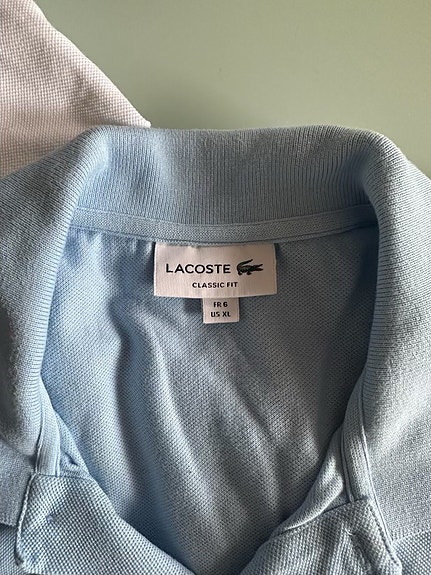 LACOSTE
CLASSIC FIT
FR 6
US XL